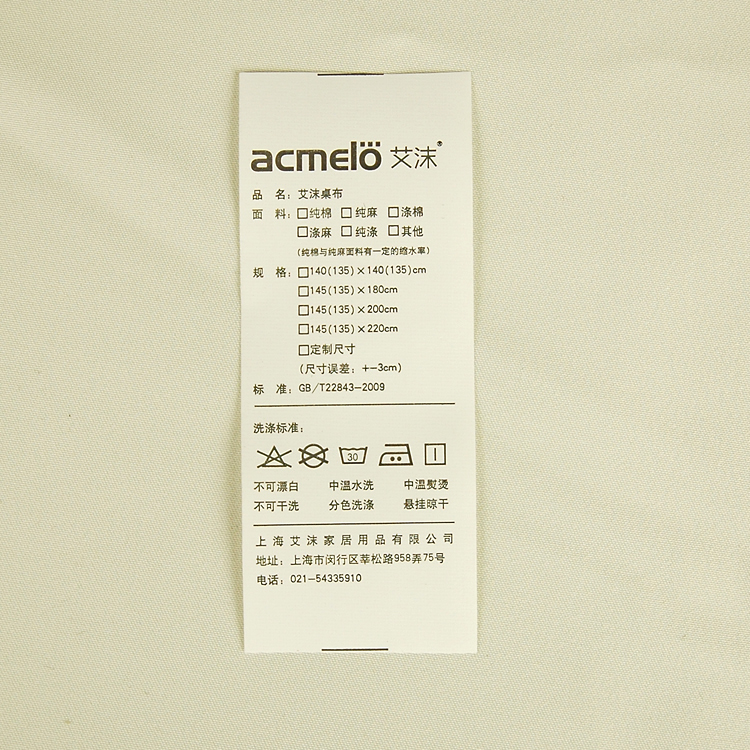 acmelö 艾沫®
品 名：艾沫桌布
面 料：□纯棉 □纯麻 □涤棉
□涤麻 □纯涤 □其他
（纯棉与纯麻面料有一定的缩水率）
规 格：□140(135)×140(135)cm
□145(135)×180cm
□145(135)×200cm
□145(135)×220cm
□定制尺寸
（尺寸误差：+-3cm）
标 准：GB/T22843-2009
洗涤标准：
30
不可漂白 中温水洗 中温熨烫
不可干洗 分色洗涤 悬挂晾干
上海艾沫家居用品有限公司
地址：上海市闵行区莘松路958弄75号
电话：021-54335910